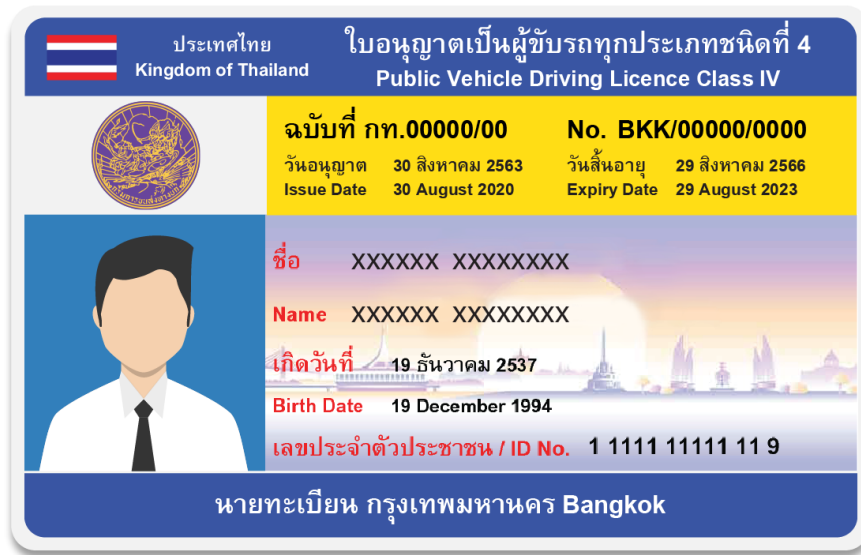 ประเทศไทย
Kingdom of Thailand
ใบอนุญาตเป็นผู้ขับรถทุกประเภทชนิดที่ 4
Public Vehicle Driving Licence Class IV
ฉบับที่ กท.00000/00 No. BKK/00000/0000
วันอนุญาต 30 สิงหาคม 2563 วันสิ้นอายุ 29 สิงหาคม 2566
Issue Date 30 August 2020 Expiry Date 29 August 2023
ชื่อ XXXXXX XXXXXXXX
Name XXXXXX XXXXXXXX
เกิดวันที่ 19 ธันวาคม 2537
Birth Date 19 December 1994
เลขประจำตัวประชาชน / ID No. 1 1111 11111 11 9
นายทะเบียน กรุงเทพมหานคร Bangkok